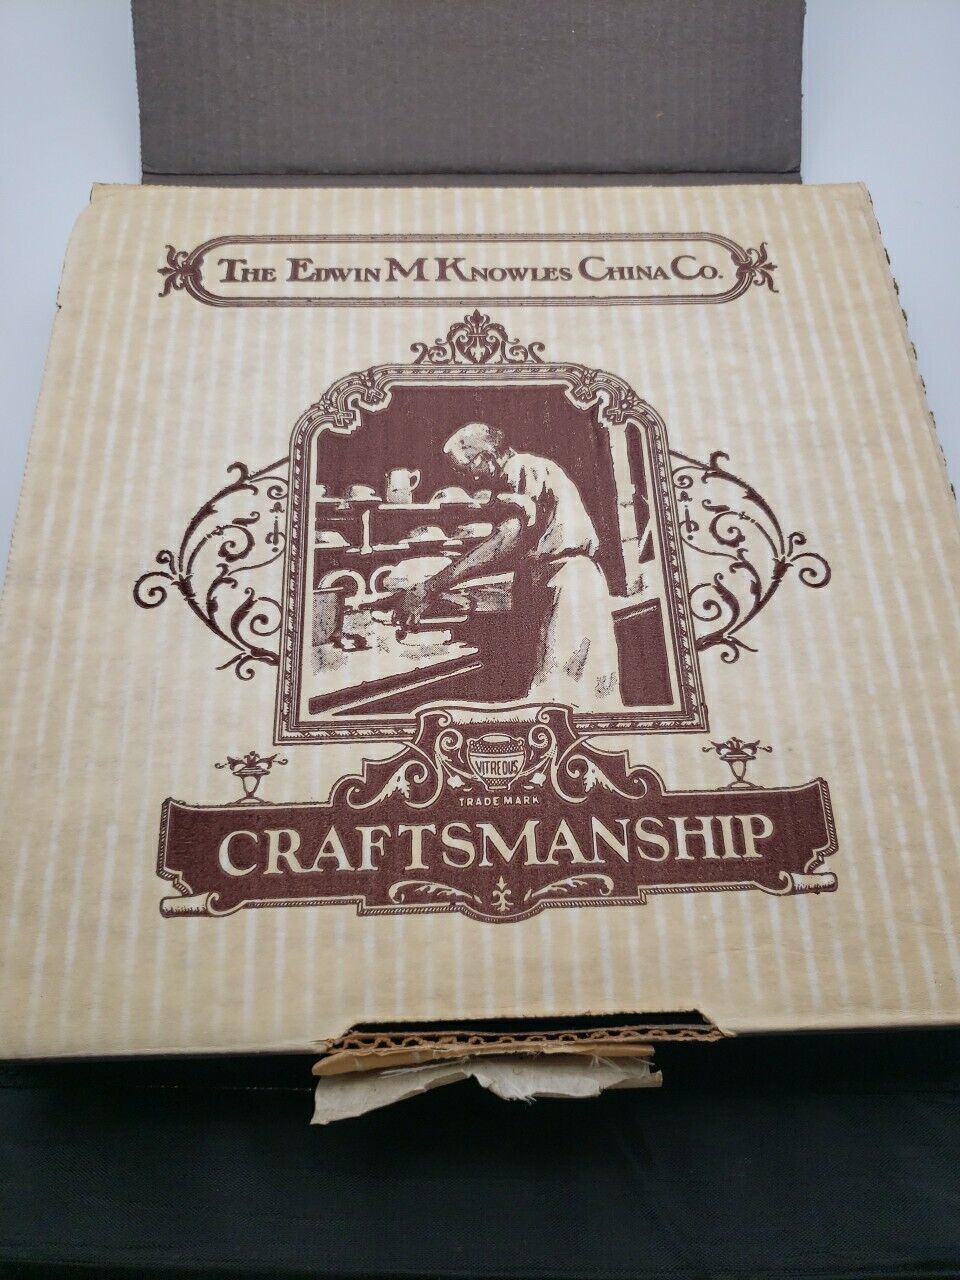 The Edwin M Knowles China Co.
VITREOUS
TRADE MARK
CRAFTSMANSHIP